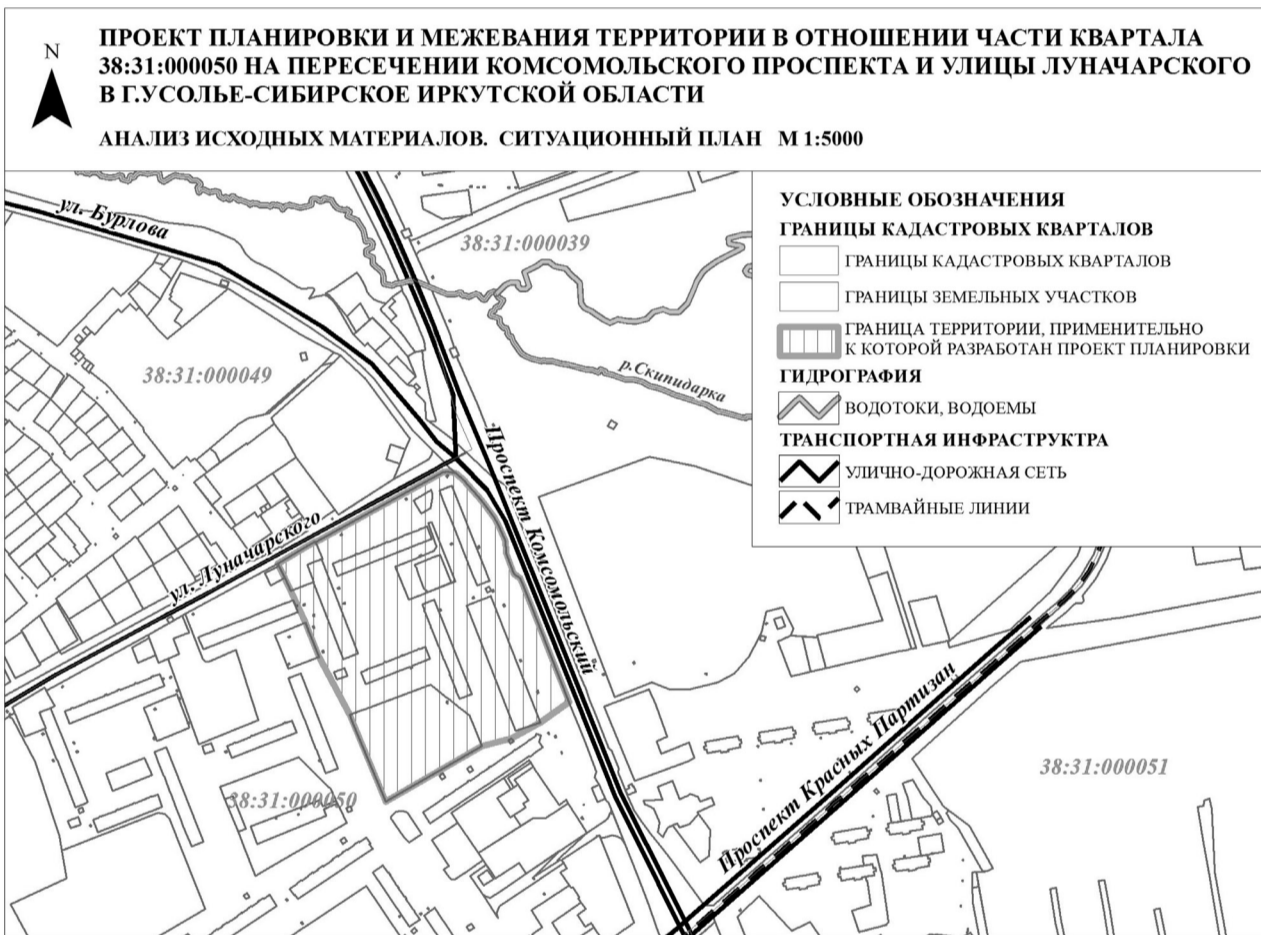 N
ПРОЕКТ ПЛАНИРОВКИ И МЕЖЕВАНИЯ ТЕРРИТОРИИ В ОТНОШЕНИИ ЧАСТИ КВАРТАЛА
38:31:000050 НА ПЕРЕСЕЧЕНИИ КОМСОМОЛЬСКОГО ПРОСПЕКТА И УЛИЦЫ ЛУНАЧАРСКОГО
В Г.УСОЛЬЕ-СИБИРСКОЕ ИРКУТСКОЙ ОБЛАСТИ
АНАЛИЗ ИСХОДНЫХ МАТЕРИАЛОВ. СИТУАЦИОННЫЙ ПЛАН М 1:5000
УСЛОВНЫЕ ОБОЗНАЧЕНИЯ
ГРАНИЦЫ КАДАСТРОВЫХ КВАРТАЛОВ
ГРАНИЦЫ КАДАСТРОВЫХ КВАРТАЛОВ
ГРАНИЦЫ ЗЕМЕЛЬНЫХ УЧАСТКОВ
ГРАНИЦА ТЕРРИТОРИИ, ПРИМЕНИТЕЛЬНО
К КОТОРОЙ РАЗРАБОТАН ПРОЕКТ ПЛАНИРОВКИ
ГИДРОГРАФИЯ
ВОДОТОКИ, ВОДОЕМЫ
ТРАНСПОРТНАЯ ИНФРАСТРУКТРА
УЛИЧНО-ДОРОЖНАЯ СЕТЬ
ТРАМВАЙНЫЕ ЛИНИИ
ул. Бурлова
38:31:000039
38:31:000049
р.Скипидарка
Проспект Комсомольский
ул. Луначарского
Проспект Красных Партизан
38:31:000051
38:31:000050